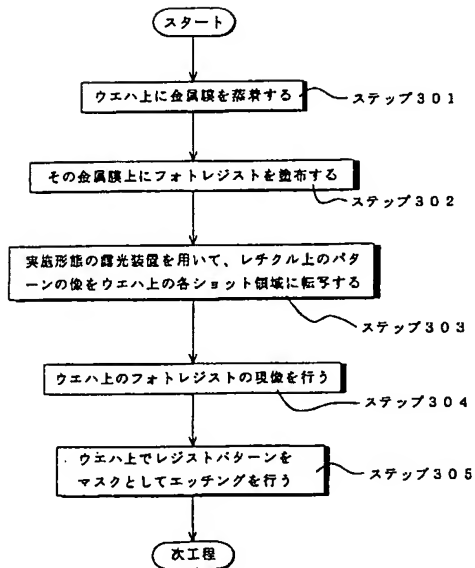 スタート
ウエハ上に金属膜を蒸着する
ステップ301
その金属膜上にフォトレジストを塗布する
ステップ302
実施形態の露光装置を用いて、レチクル上のパタ
ーンの像をウエハ上の各ショット領域に転写する
ステップ303
ウエハ上のフォトレジストの現像を行う
ステップ304
ウエハ上でレジストパターンを
マスクとしてエッチングを行う
ステップ305
次工程